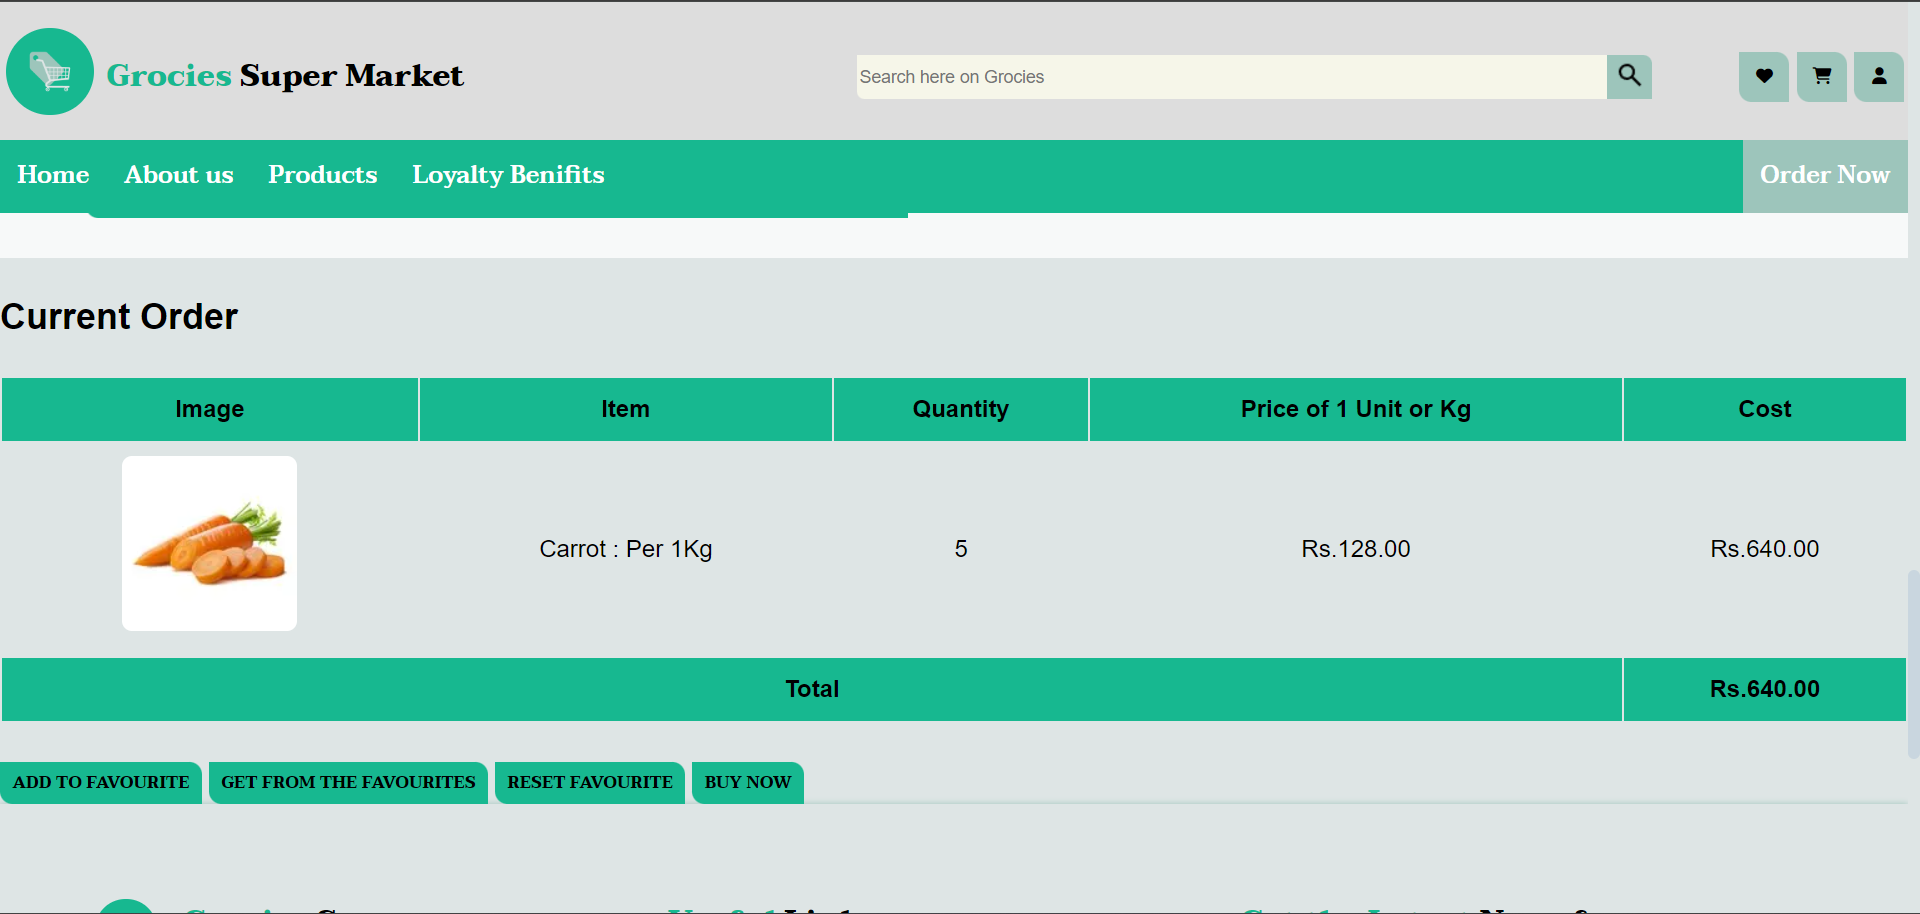 Grocies Super Market
Search here on Grocies
Home About us Products Loyalty Benifits Order Now
Current Order
Image Item Quantity Price of 1 Unit or Kg Cost
Carrot : Per 1Kg 5 Rs.128.00 Rs.640.00
Total Rs.640.00
ADD TO FAVOURITE GET FROM THE FAVOURITES RESET FAVOURITE BUY NOW